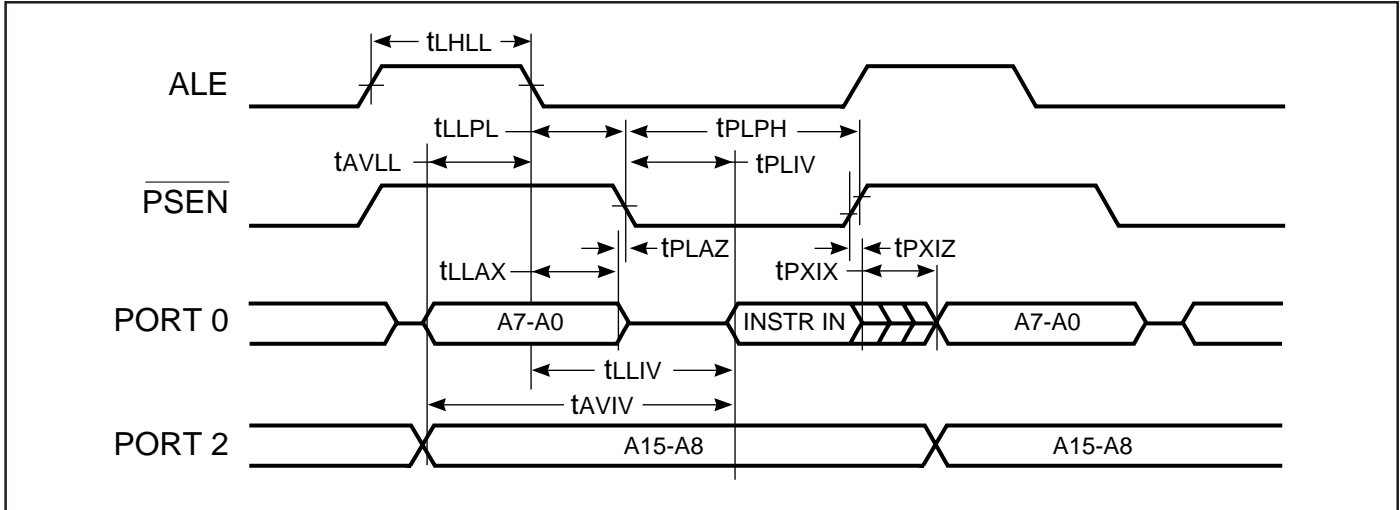 tLHLL
ALE
tLLPL
tPLPH
tAVLL
tPLIV
PSEN
tPLAZ
tPXIZ
tLLAX
tPXIX
PORT 0
A7-A0
INSTR IN
A7-A0
tLLIV
tAVIV
PORT 2
A15-A8
A15-A8